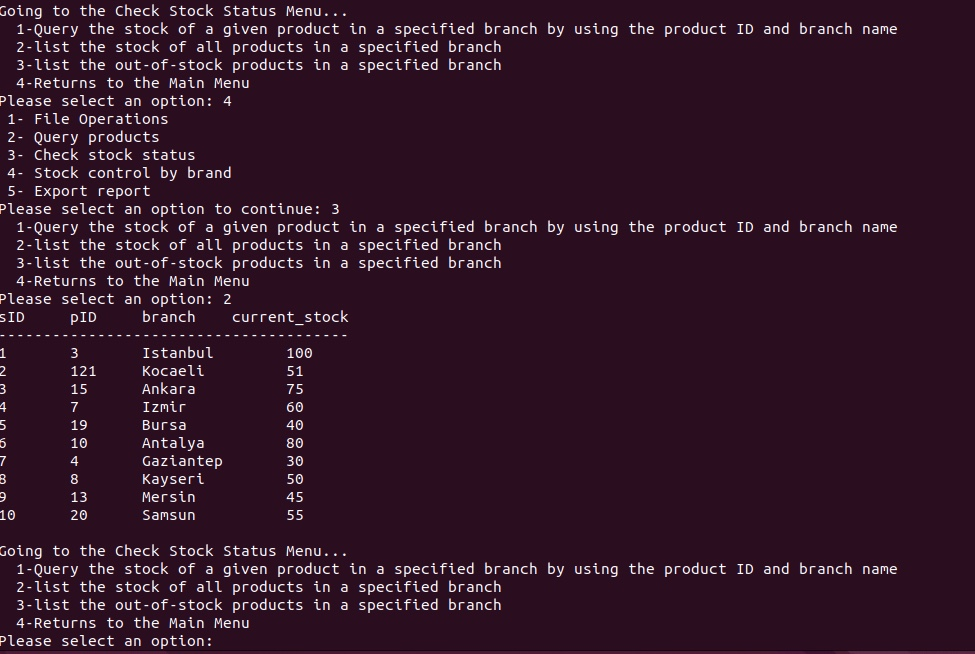 Going to the Check Stock Status Menu...
  1-Query the stock of a given product in a specified branch by using the product ID and branch name
  2-list the stock of all products in a specified branch
  3-list the out-of-stock products in a specified branch
  4-Returns to the Main Menu
Please select an option: 4
 1- File Operations
 2- Query products
 3- Check stock status
 4- Stock control by brand
 5- Export report
Please select an option to continue: 3
  1-Query the stock of a given product in a specified branch by using the product ID and branch name
  2-list the stock of all products in a specified branch
  3-list the out-of-stock products in a specified branch
  4-Returns to the Main Menu
Please select an option: 2
sID     pID     branch    current_stock
---------------------------------------
1       3       Istanbul        100
2       121     Kocaeli         51
3       15      Ankara          75
4       7       Izmir           60
5       19      Bursa           40
6       10      Antalya         80
7       4       Gaziantep       30
8       8       Kayseri         50
9       13      Mersin          45
10      20      Samsun          55

Going to the Check Stock Status Menu...
  1-Query the stock of a given product in a specified branch by using the product ID and branch name
  2-list the stock of all products in a specified branch
  3-list the out-of-stock products in a specified branch
  4-Returns to the Main Menu
Please select an option: